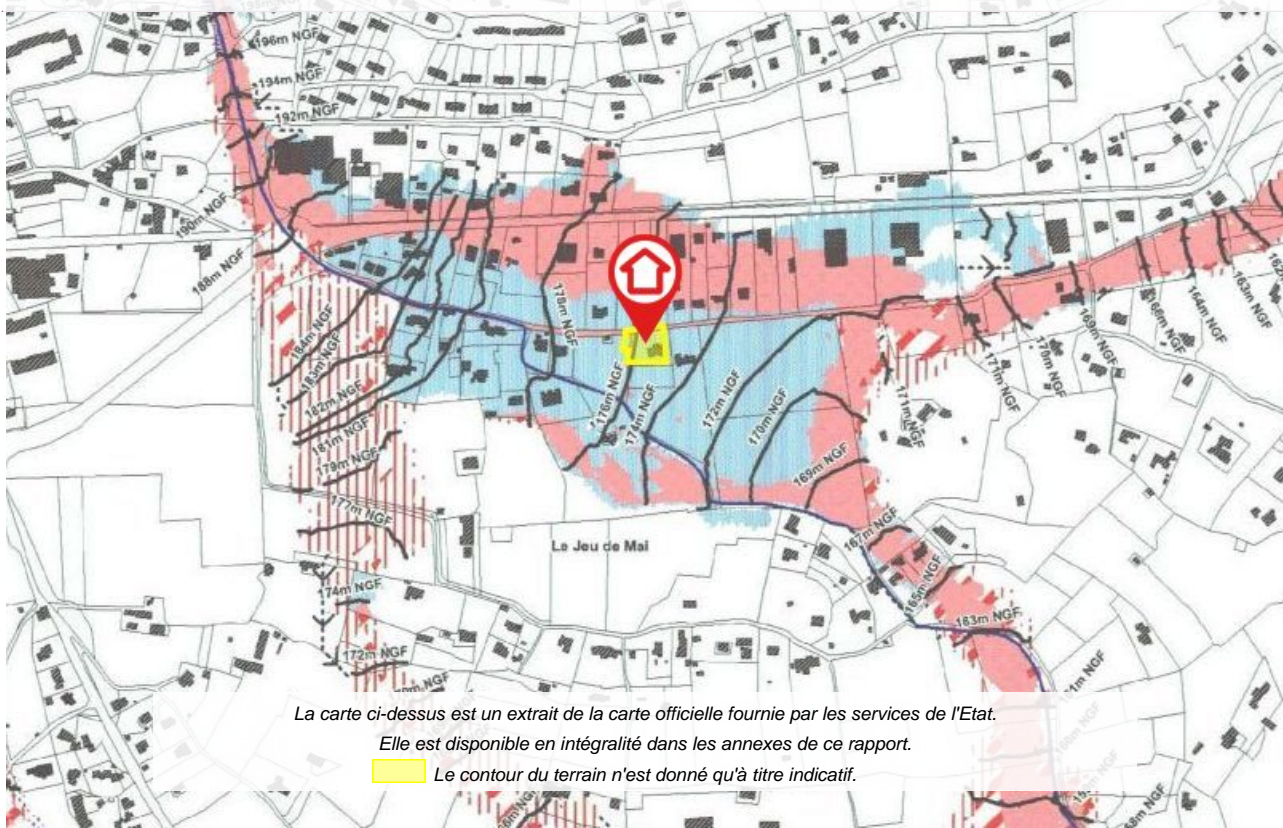 196m NGF
194m NGF
192m NGF
190m NGF
188m NGF
184m NGF
183m NGF
182m NGF
181m NGF
179m NGF
177m NGF
174m NGF
172m NGF
178m NGF
176m NGF
174m NGF
172m NGF
170m NGF
169m NGF
171m NGF
171m NGF
170m NGF
169m NGF
166m NGF
164m NGF
163m NGF
167m NGF
165m NGF
163m NGF
Le Jeu de Mai
La carte ci-dessus est un extrait de la carte officielle fournie par les services de l'Etat.
Elle est disponible en intégralité dans les annexes de ce rapport.
Le contour du terrain n'est donné qu'à titre indicatif.